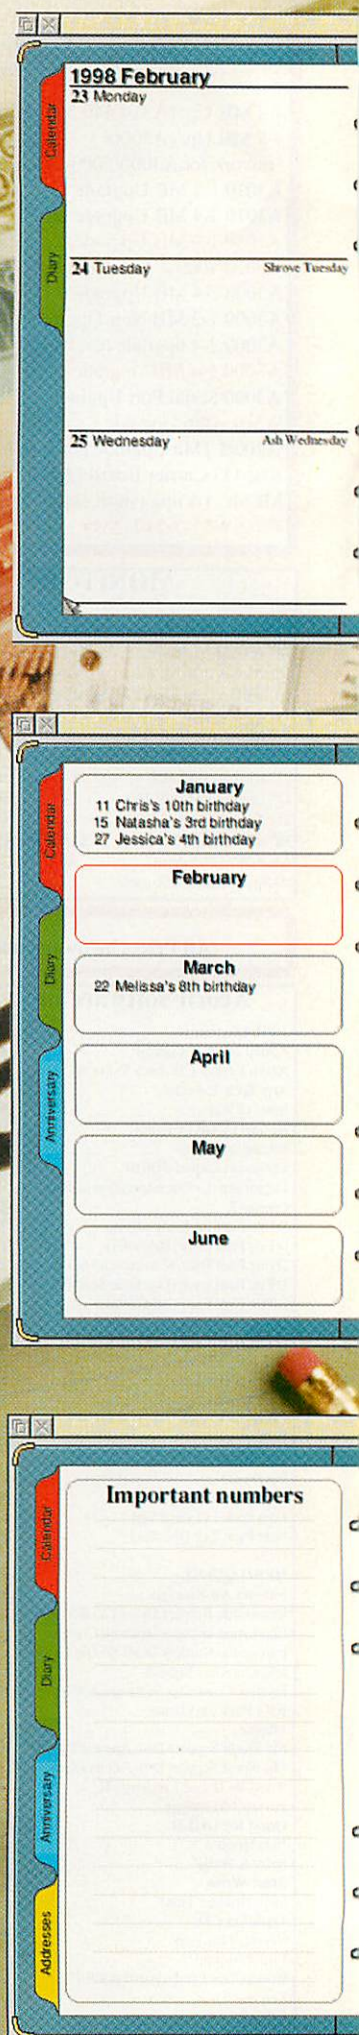 1998 February
23 Monday
24 Tuesday Shrove Tuesday
25 Wednesday Ash Wednesday
Calendar
Diary
January
11 Chris's 10th birthday
15 Natasha's 3rd birthday
27 Jessica's 4th birthday
February
March
22 Melissa's 8th birthday
April
May
June
Calendar
Diary
Anniversary
Important numbers
Calendar
Diary
Anniversary
Addresses